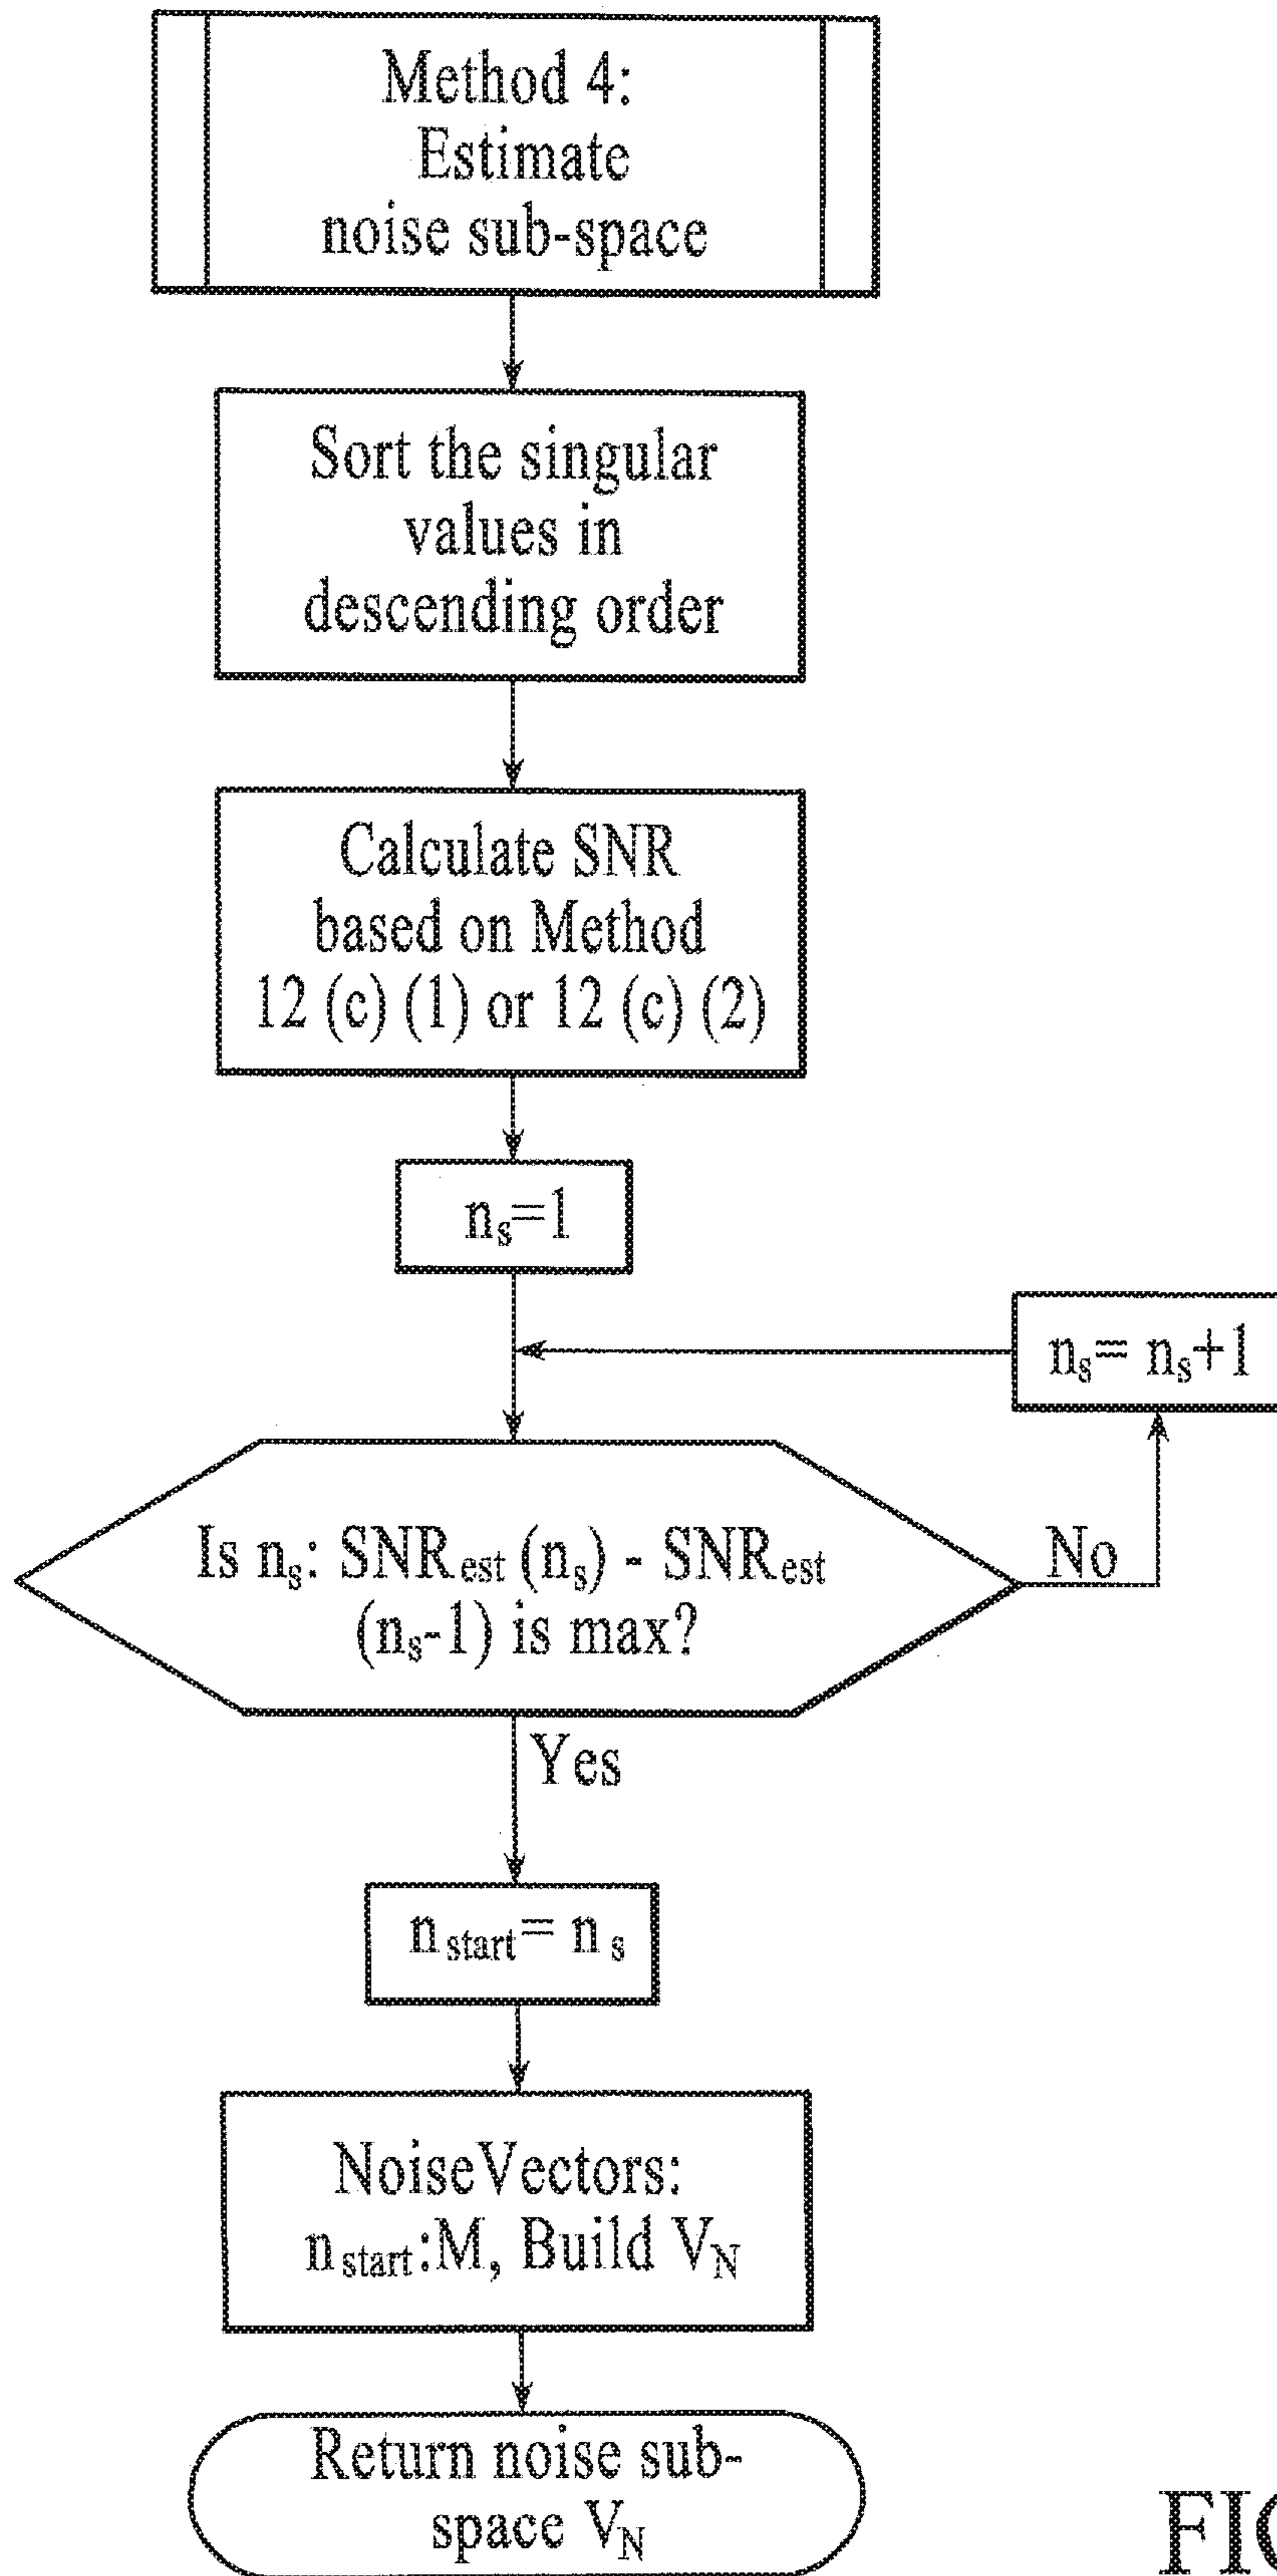 Method 4:
Estimate
noise sub-space
Sort the singular
values in
descending order
Calculate SNR
based on Method
12 (c) (1) or 12 (c) (2)
nₛ=1
nₛ= nₛ+1
Is nₛ: SNRest (nₛ) - SNRest
(nₛ-1) is max?
No
Yes
nstart= nₛ
NoiseVectors:
nstart:M, Build VN
Return noise sub-
space VN